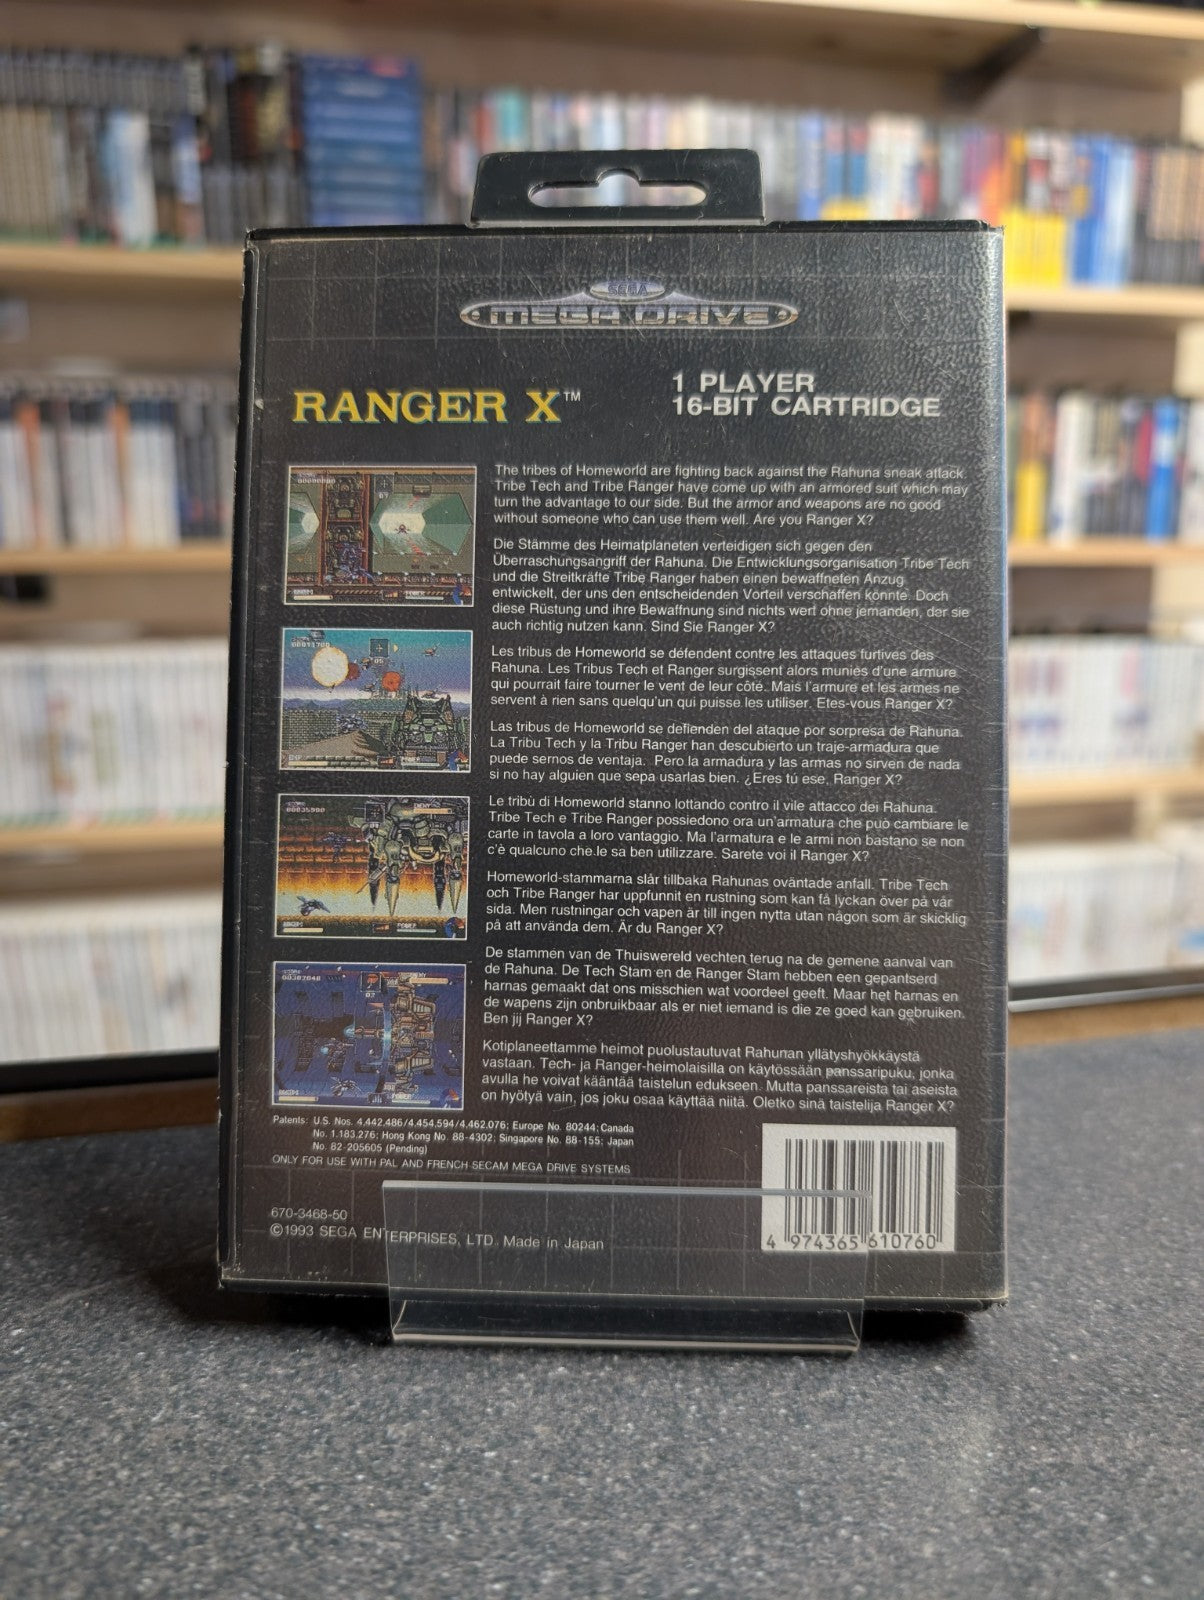 SEGA
MEGA DRIVE
RANGER X™
1 PLAYER
16-BIT CARTRIDGE
The tribes of Homeworld are fighting back against the Rahuna sneak attack.
Tribe Tech and Tribe Ranger have come up with an armored suit which may
turn the advantage to our side. But the armor and weapons are no good
without someone who can use them well. Are you Ranger X?
Die Stämme des Heimatplaneten verteidigen sich gegen den
Überraschungsangriff der Rahuna. Die Entwicklungsorganisation Tribe Tech
und die Streitkräfte Tribe Ranger haben einen bewaffneten Anzug
entwickelt, der uns den entscheidenden Vorteil verschaffen könnte. Doch
diese Rüstung und ihre Bewaffnung sind nichts wert ohne jemanden, der sie
auch richtig nutzen kann. Sind Sie Ranger X?
Les tribus de Homeworld se défendent contre les attaques furtives des
Rahuna. Les Tribus Tech et Ranger surgissent alors muniés d'une armure
qui pourrait faire tourner le vent de leur côté. Mais l'armure et les armes ne
servent à rien sans quelqu'un qui puisse les utiliser. Etes-vous Ranger X?
Las tribus de Homeworld se defienden del ataque por sorpresa de Rahuna.
La Tribu Tech y la Tribu Ranger han descubierto un traje-armadura que
puede sernos de ventaja. Pero la armadura y las armas no sirven de nada
si no hay alguien que sepa usarlas bien. ¿Eres tú ese, Ranger X?
Le tribù di Homeworld stanno lottando contro il vile attacco dei Rahuna.
Tribe Tech e Tribe Ranger possiedono ora un'armatura che può cambiare le
carte in tavola a loro vantaggio. Ma l'armatura e le armi non bastano se non
c'è qualcuno che le sa ben utilizzare. Sarete voi il Ranger X?
Homeworld-stammarna slår tillbaka Rahunas oväntade anfall. Tribe Tech
och Tribe Ranger har uppfunnit en rustning som kan få lyckan över på vår
sida. Men rustningar och vapen är till ingen nytta utan någon som är skicklig
på att använda dem. Är du Ranger X?
De stammen van de Thuiswereld vechten terug na de gemene aanval van
de Rahuna. De Tech Stam en de Ranger Stam hebben een gepantserd
harnas gemaakt dat ons misschien wat voordeel geeft. Maar het harnas en
de wapens zijn onbruikbaar als er niet iemand is die ze goed kan gebruiken.
Ben jij Ranger X?
Kotiplaneettamme heimot puolustautuvat Rahunan yllätyshyökkäystä
vastaan. Tech- ja Ranger-heimolaisilla on käytössään panssaripuku, jonka
avulla he voivat kääntää taistelun edukseen. Mutta panssareista tai aseista
on hyötyä vain, jos joku osaa käyttää niitä. Oletko sinä taistelija Ranger X?
Patents: U.S. Nos. 4,442,486/4,454,594/4,462,076; Europe No. 80244; Canada
No. 1,183,276; Hong Kong No. 88-4302; Singapore No. 88-155; Japan
No. 82-205605 (Pending)
ONLY FOR USE WITH PAL AND FRENCH SECAM MEGA DRIVE SYSTEMS
670-3468-50
©1993 SEGA ENTERPRISES, LTD. Made in Japan
4 974365 610760